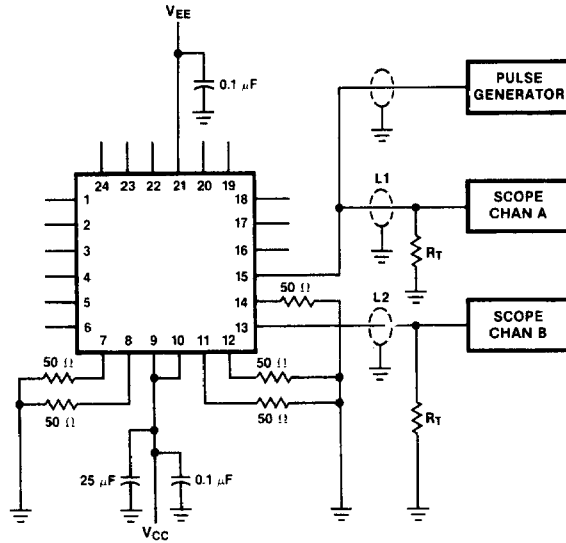 VEE
0.1 μF
PULSE
GENERATOR
24 23 22 21 20 19
1
2
3
4
5
6
18
17
16
15
14
13
7 8 9 10 11 12
L1
SCOPE
CHAN A
RT
50 Ω
L2
SCOPE
CHAN B
RT
50 Ω
50 Ω
50 Ω
50 Ω
25 μF
0.1 μF
VCC